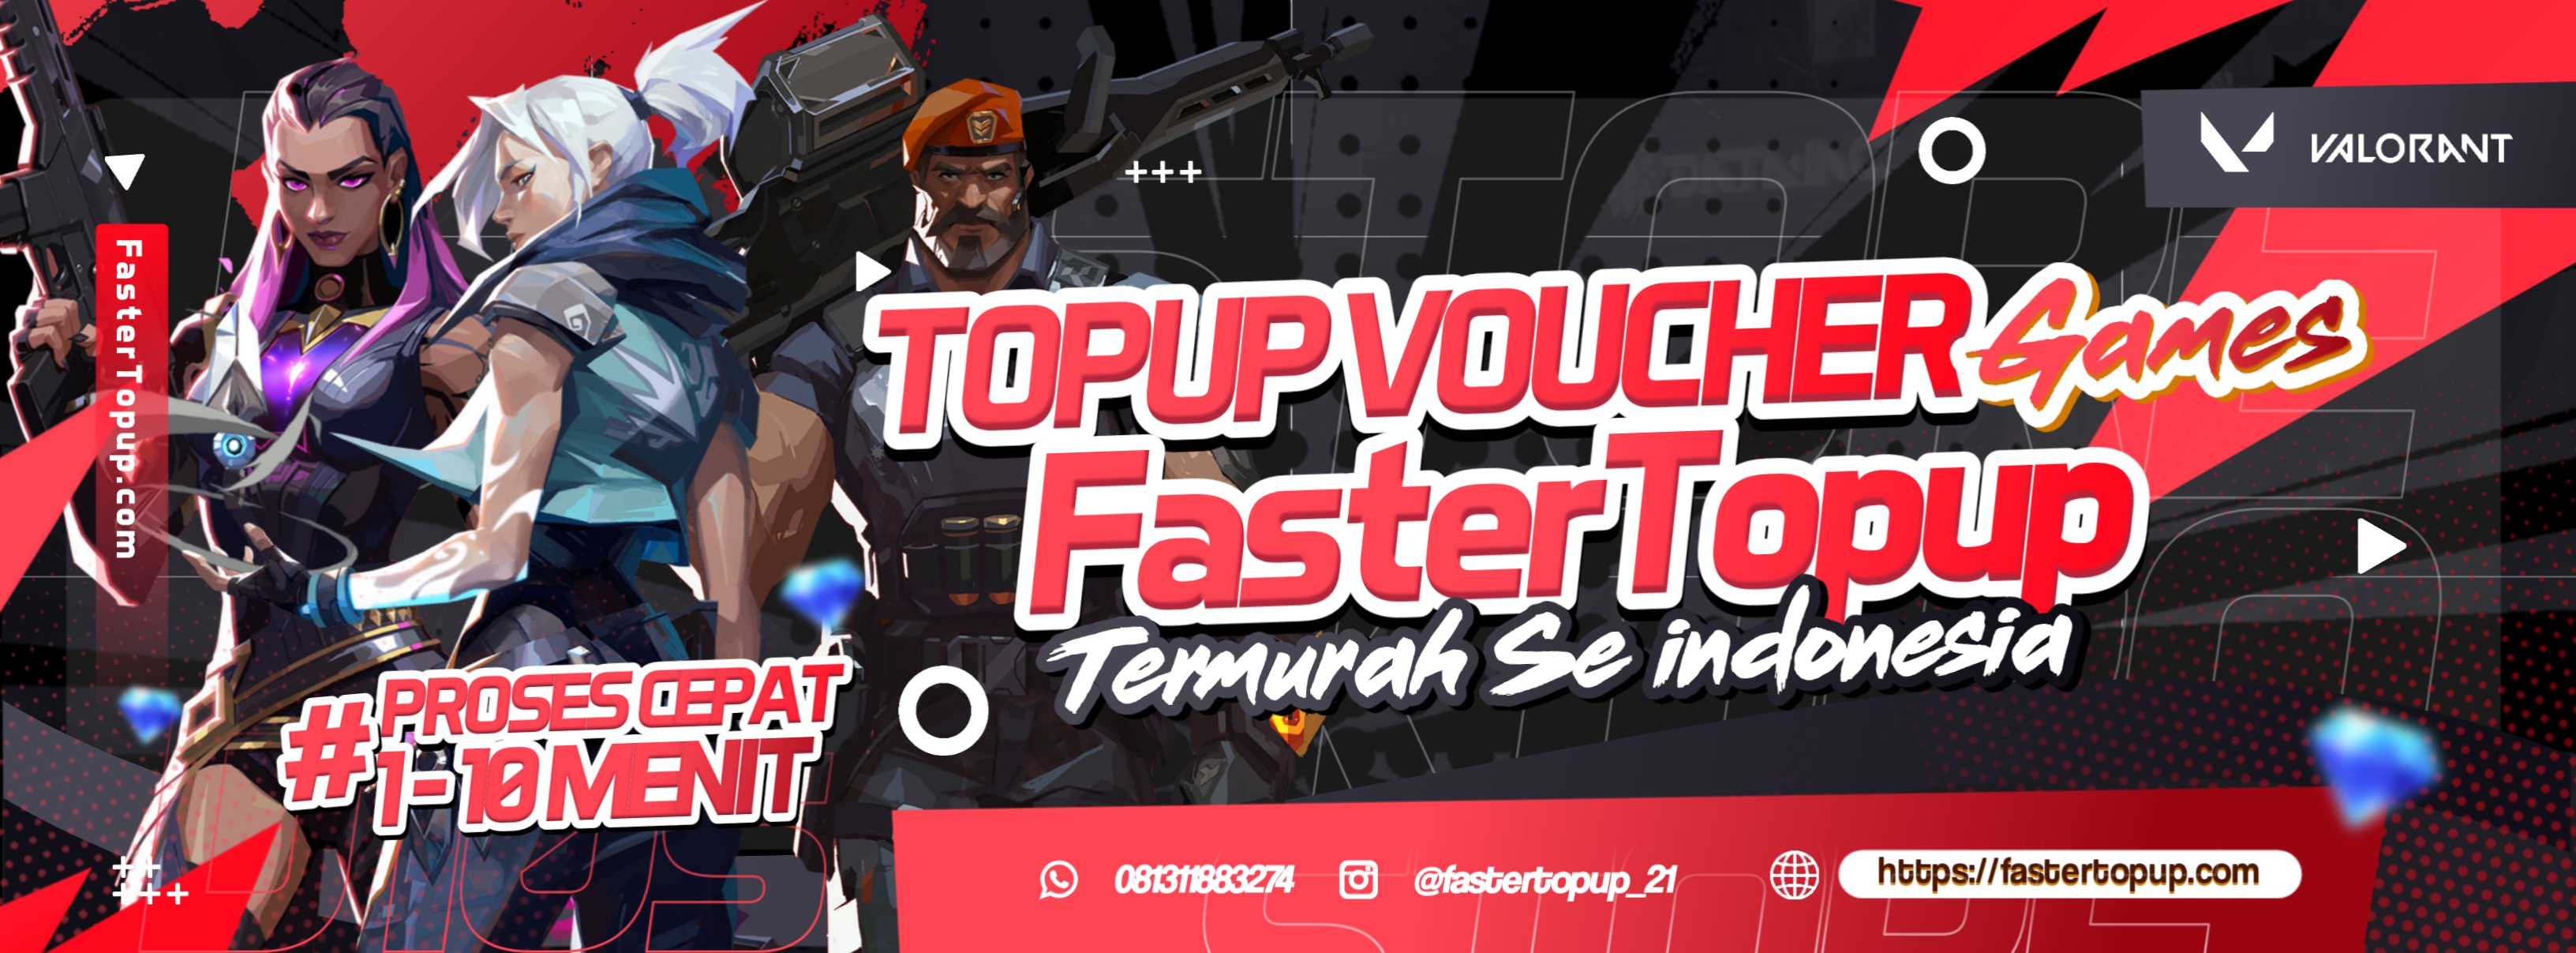 VALORANT
+++
FasterTopup.com
TOPUP VOUCHER Games
FasterTopup
Termurah Se indonesia
#PROSES CEPAT
1-10 MENIT
081311883274
@fastertopup_21
https://fastertopup.com
STORE